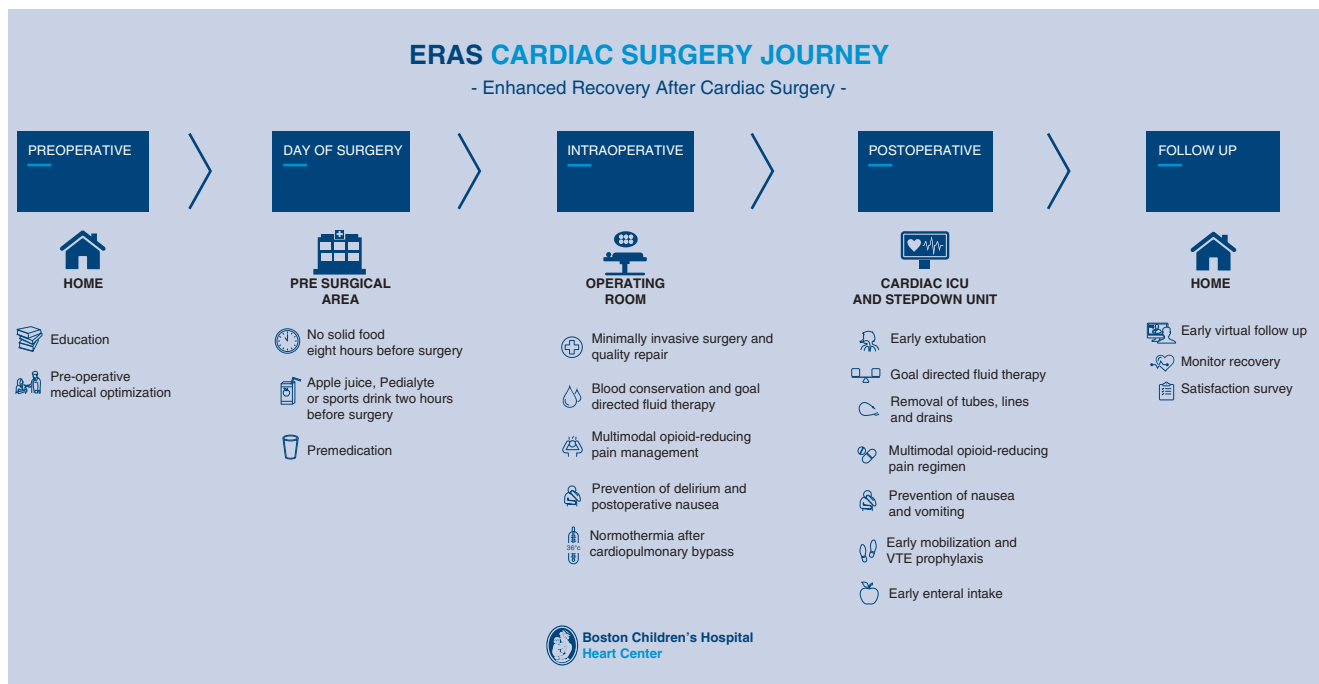 ERAS CARDIAC SURGERY JOURNEY
- Enhanced Recovery After Cardiac Surgery -
PREOPERATIVE
HOME
Education
Pre-operative
medical optimization
DAY OF SURGERY
PRE SURGICAL
AREA
No solid food
eight hours before surgery
Apple juice, Pedialyte
or sports drink two hours
before surgery
Premedication
INTRAOPERATIVE
OPERATING
ROOM
Minimally invasive surgery and
quality repair
Blood conservation and goal
directed fluid therapy
Multimodal opioid-reducing
pain management
Prevention of delirium and
postoperative nausea
36°c
Normothermia after
cardiopulmonary bypass
POSTOPERATIVE
CARDIAC ICU
AND STEPDOWN UNIT
Early extubation
Goal directed fluid therapy
Removal of tubes, lines
and drains
Multimodal opioid-reducing
pain regimen
Prevention of nausea
and vomiting
Early mobilization and
VTE prophylaxis
Early enteral intake
FOLLOW UP
HOME
Early virtual follow up
Monitor recovery
Satisfaction survey
Boston Children's Hospital
Heart Center